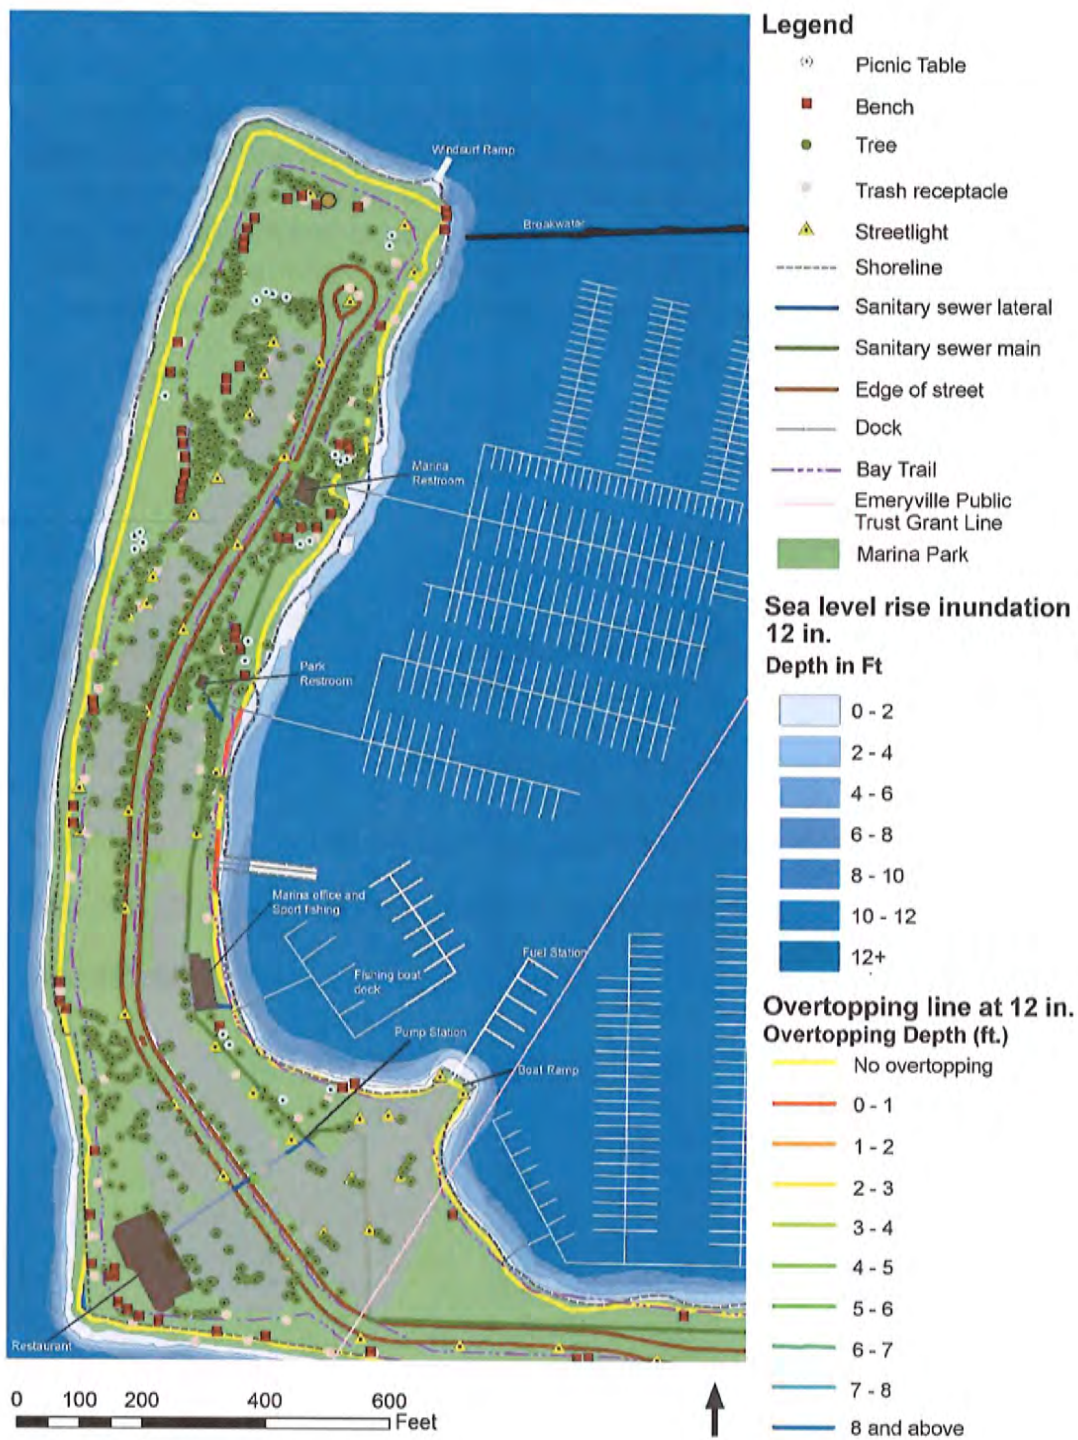 Windsurf Ramp
Breakwater
Marina
Restroom
Park
Restroom
Marina office and
Sport fishing
Fishing boat
dock
Fuel Station
Pump Station
Boat Ramp
Restaurant
0 100 200 400 600
Feet
Legend
Picnic Table
Bench
Tree
Trash receptacle
Streetlight
Shoreline
Sanitary sewer lateral
Sanitary sewer main
Edge of street
Dock
Bay Trail
Emeryville Public
Trust Grant Line
Marina Park
Sea level rise inundation
12 in.
Depth in Ft
0 - 2
2 - 4
4 - 6
6 - 8
8 - 10
10 - 12
12+
Overtopping line at 12 in.
Overtopping Depth (ft.)
No overtopping
0 - 1
1 - 2
2 - 3
3 - 4
4 - 5
5 - 6
6 - 7
7 - 8
8 and above